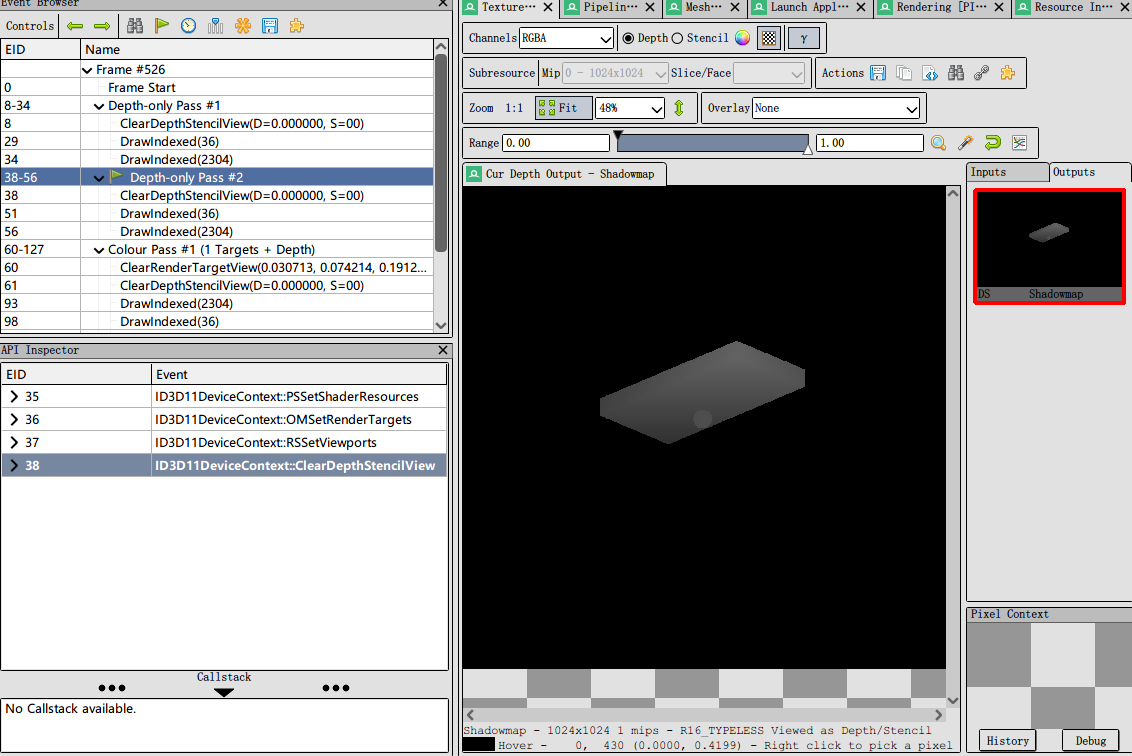 Event Browser
Controls
EID Name
Frame #526
0 Frame Start
8-34 Depth-only Pass #1
8 ClearDepthStencilView(D=0.000000, S=00)
29 DrawIndexed(36)
34 DrawIndexed(2304)
38-56 Depth-only Pass #2
38 ClearDepthStencilView(D=0.000000, S=00)
51 DrawIndexed(36)
56 DrawIndexed(2304)
60-127 Colour Pass #1 (1 Targets + Depth)
60 ClearRenderTargetView(0.030713, 0.074214, 0.1912...
61 ClearDepthStencilView(D=0.000000, S=00)
93 DrawIndexed(2304)
98 DrawIndexed(36)
API Inspector
EID Event
35 ID3D11DeviceContext::PSSetShaderResources
36 ID3D11DeviceContext::OMSetRenderTargets
37 ID3D11DeviceContext::RSSetViewports
38 ID3D11DeviceContext::ClearDepthStencilView
Callstack
No Callstack available.
Texture··· Pipelin··· Mesh··· Launch Appl··· Rendering [PI··· Resource In···
Channels RGBA Depth Stencil γ
Subresource Mip 0 - 1024x1024 Slice/Face Actions
Zoom 1:1 Fit 48% Overlay None
Range 0.00 1.00
Cur Depth Output - Shadowmap
Inputs Outputs
DS Shadowmap
Pixel Context
History Debug
Shadowmap - 1024x1024 1 mips - R16_TYPELESS Viewed as Depth/Stencil
Hover - 0, 430 (0.0000, 0.4199) - Right click to pick a pixel